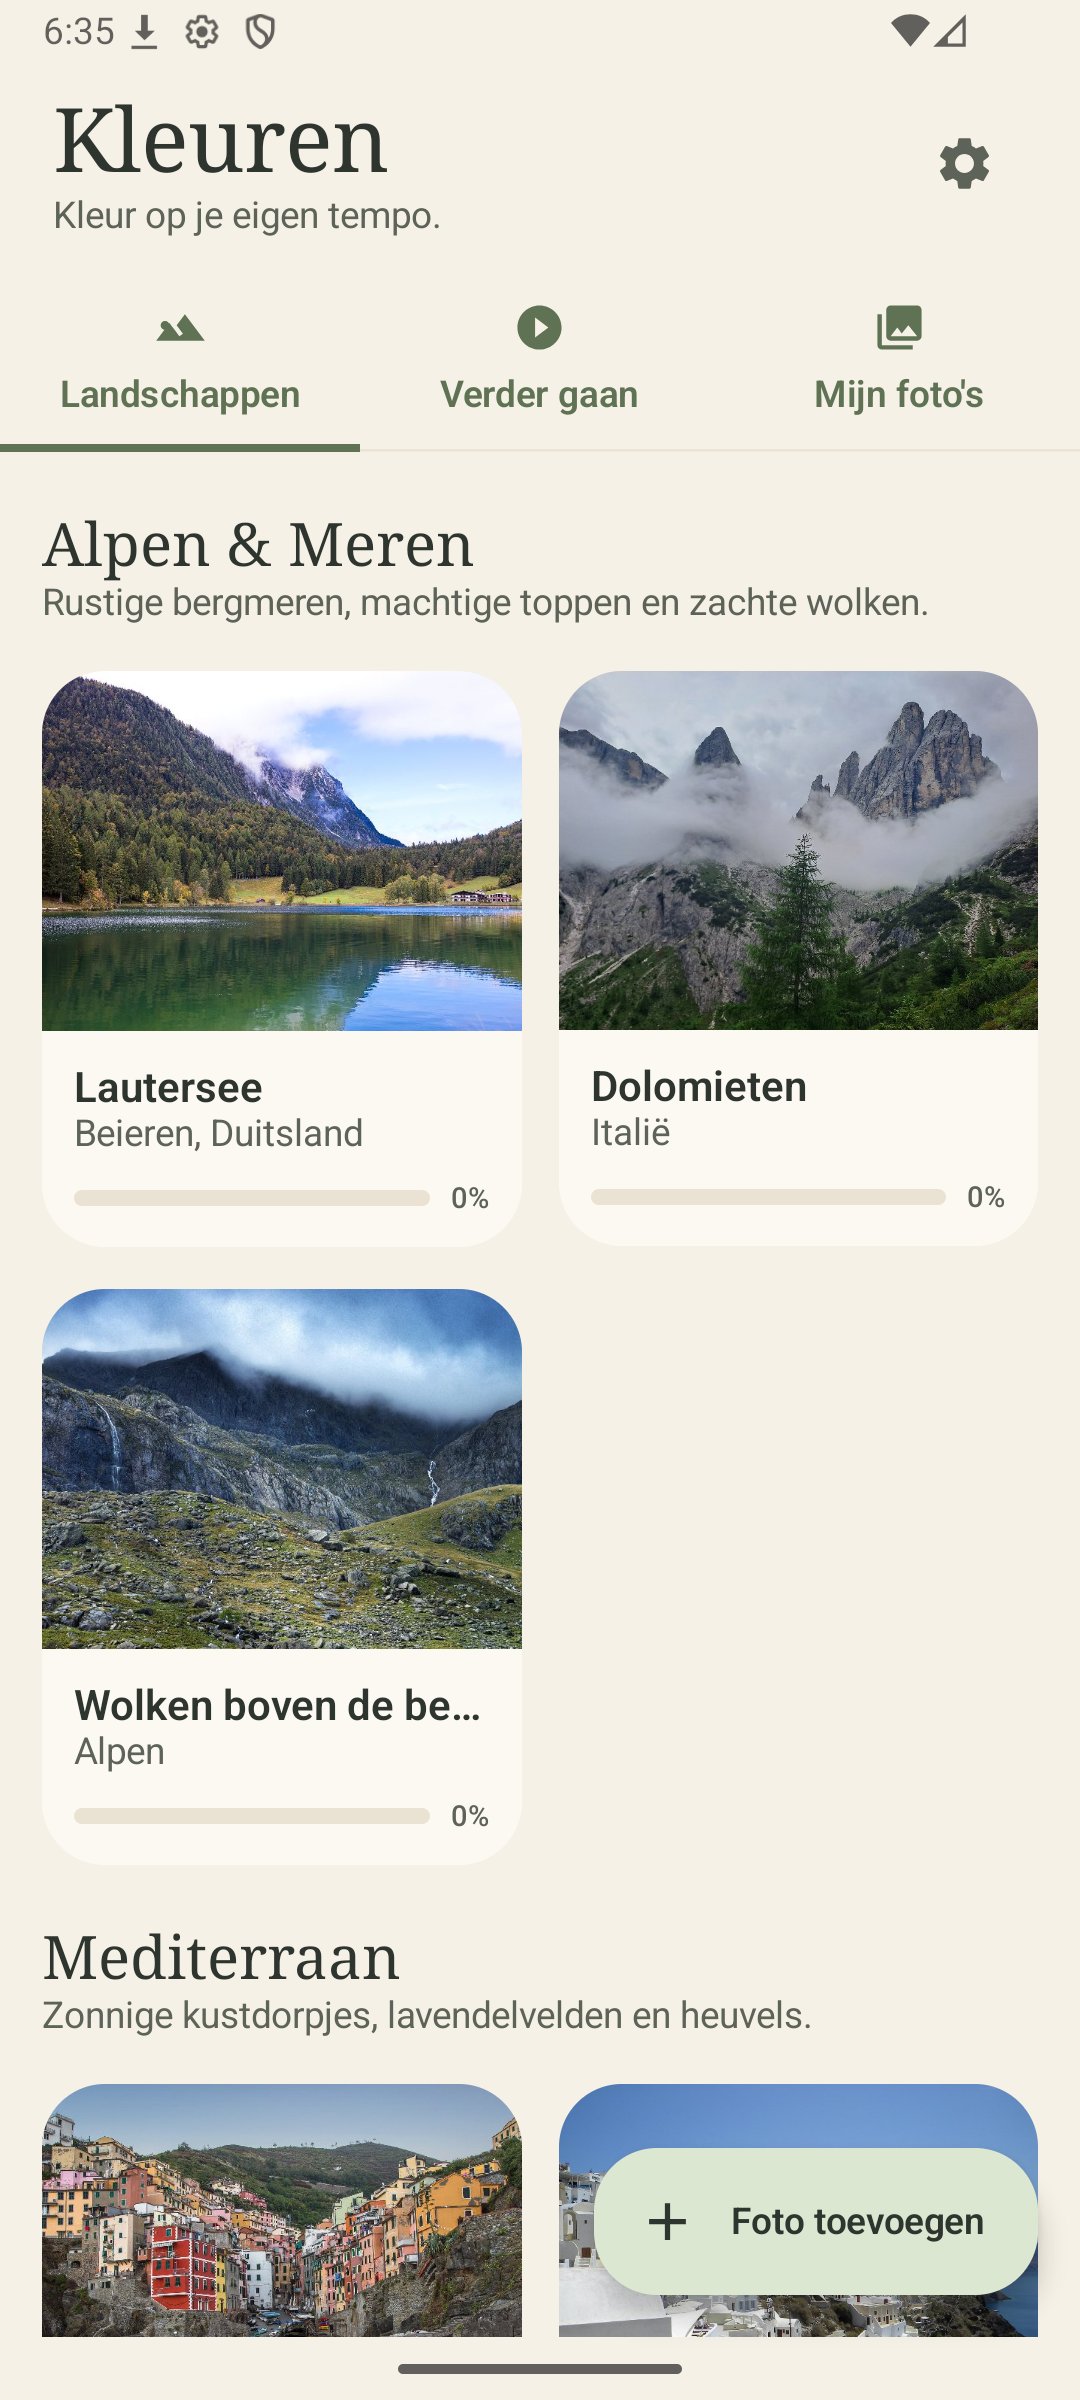 6:35
Kleuren
Kleur op je eigen tempo.
Landschappen
Verder gaan
Mijn foto's
Alpen & Meren
Rustige bergmeren, machtige toppen en zachte wolken.
Lautersee
Beieren, Duitsland
0%
Dolomieten
Italië
0%
Wolken boven de be...
Alpen
0%
Mediterraan
Zonnige kustdorpjes, lavendelvelden en heuvels.
Foto toevoegen